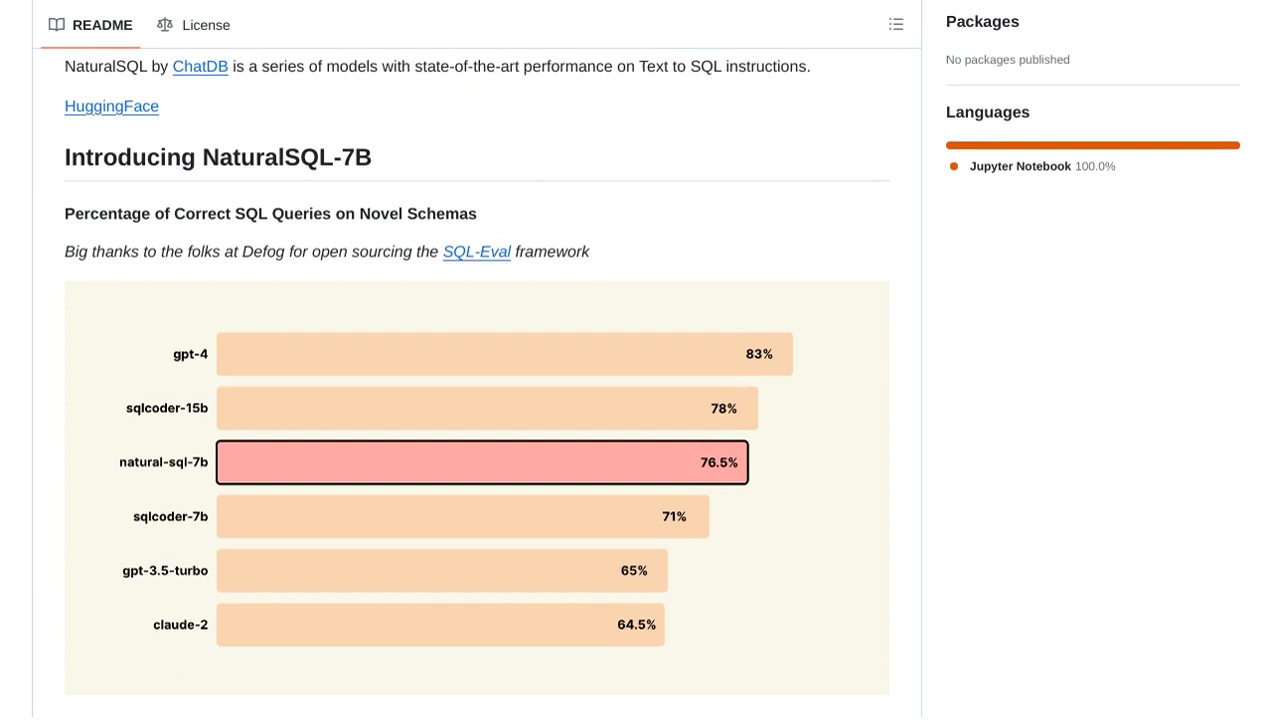 README
License
Packages
NaturalSQL by ChatDB is a series of models with state-of-the-art performance on Text to SQL instructions.
No packages published
HuggingFace
Languages
Introducing NaturalSQL-7B
Jupyter Notebook 100.0%
Percentage of Correct SQL Queries on Novel Schemas
Big thanks to the folks at Defog for open sourcing the SQL-Eval framework
gpt-4 83%
sqlcoder-15b 78%
natural-sql-7b 76.5%
sqlcoder-7b 71%
gpt-3.5-turbo 65%
claude-2 64.5%